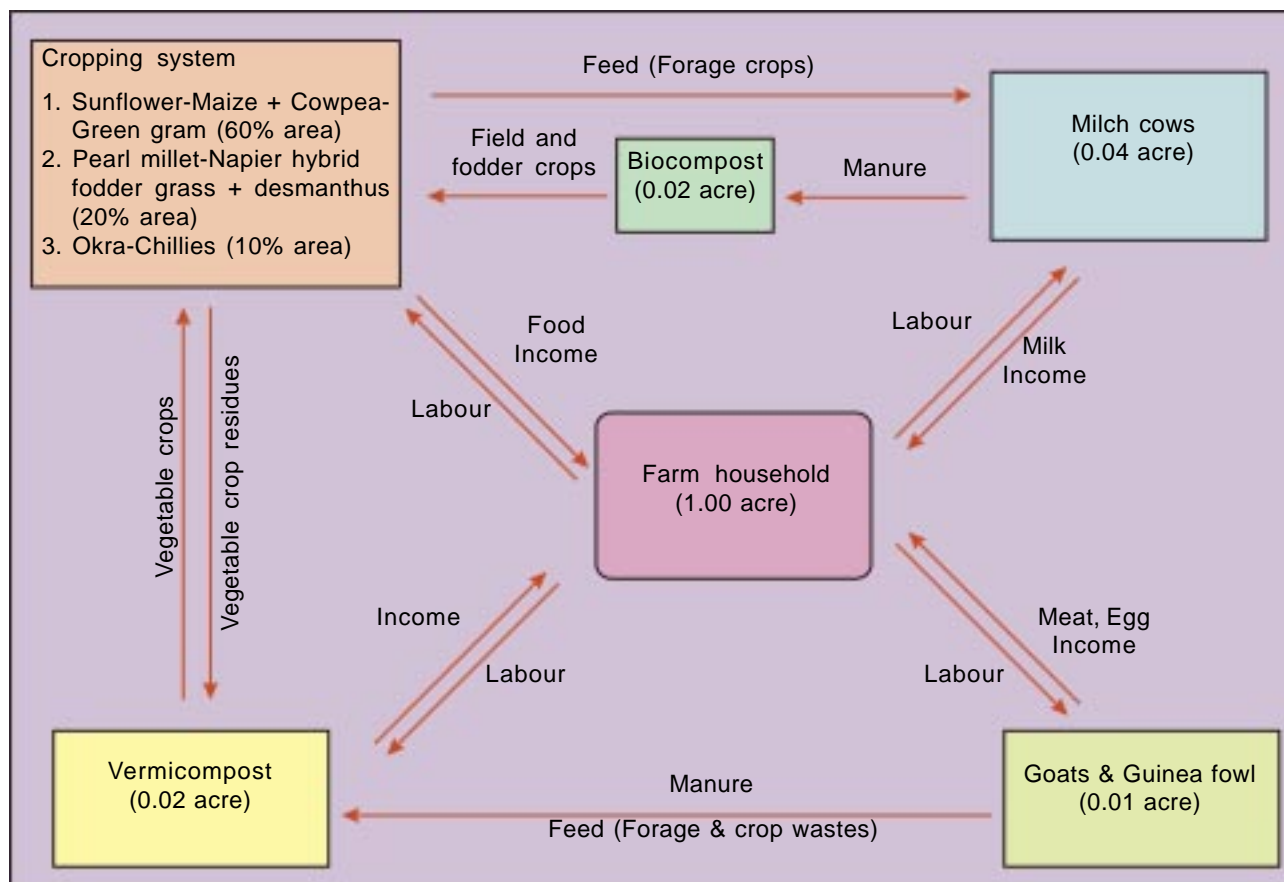 Cropping system
1. Sunflower-Maize + Cowpea-
Green gram (60% area)
2. Pearl millet-Napier hybrid
fodder grass + desmanthus
(20% area)
3. Okra-Chillies (10% area)
Feed (Forage crops)
Field and
fodder crops
Biocompost
(0.02 acre)
Manure
Milch cows
(0.04 acre)
Food
Income
Labour
Labour
Milk
Income
Vegetable crops
Vegetable crop residues
Farm household
(1.00 acre)
Income
Labour
Meat, Egg
Income
Labour
Vermicompost
(0.02 acre)
Manure
Feed (Forage & crop wastes)
Goats & Guinea fowl
(0.01 acre)